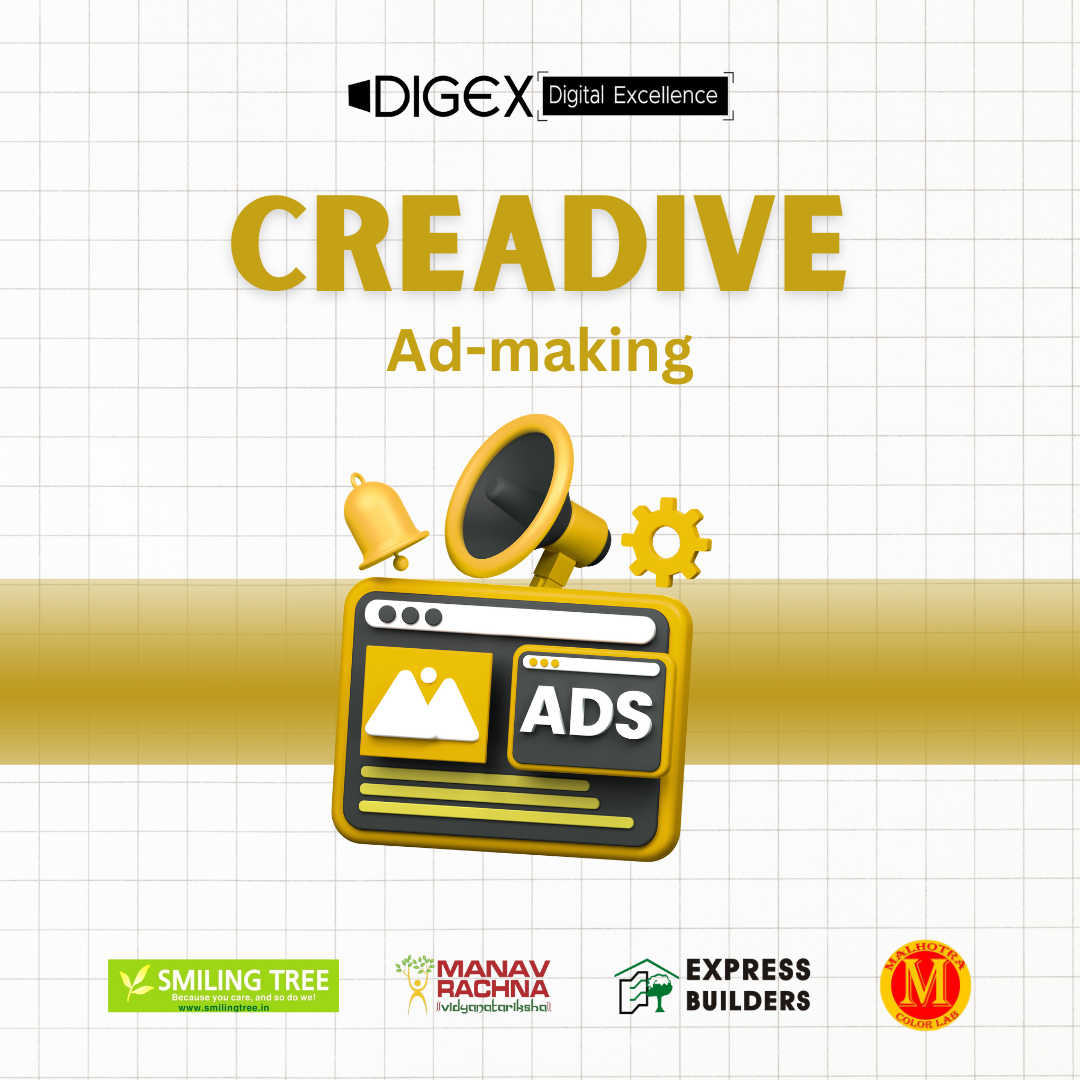 DIGEX Digital Excellence
CREADIVE
Ad-making
ADS
SMILING TREE
Because you care, and so do we!
www.smilingtree.in
MANAV
RACHNA
vidyanatariksha
EXPRESS
BUILDERS
MALHOTRA
M
COLOR LAB